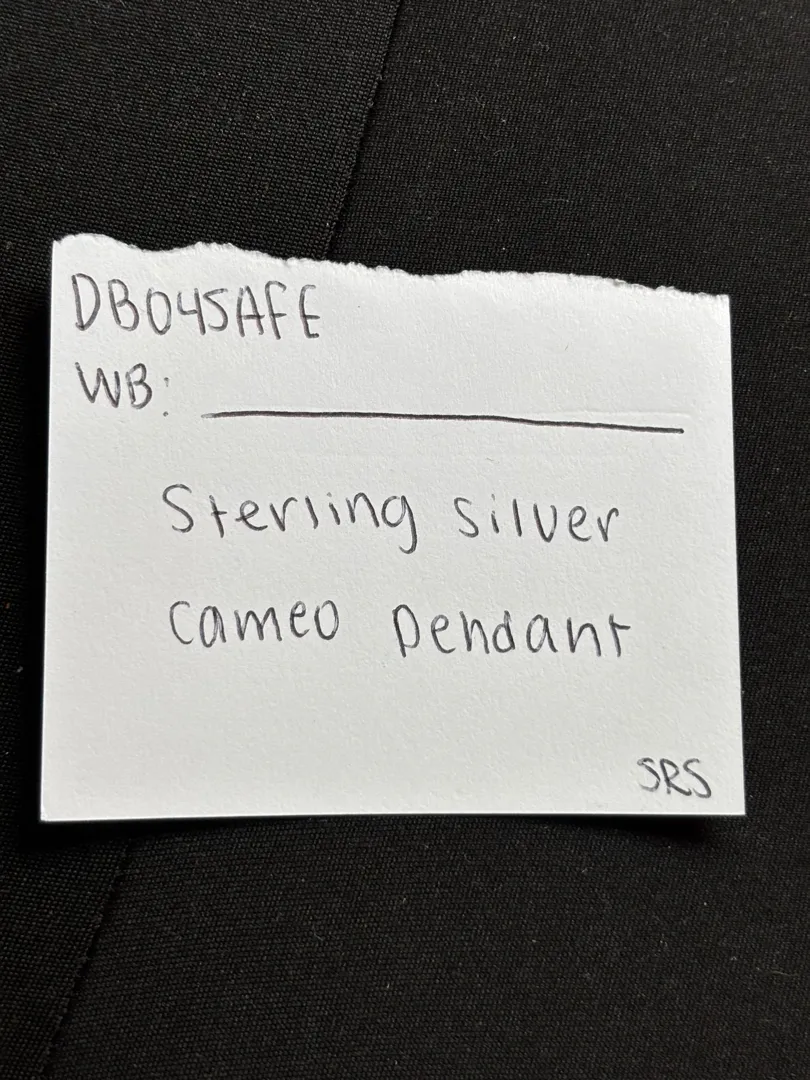 DB045AFE
WB:
Sterling silver
cameo pendant
SRS